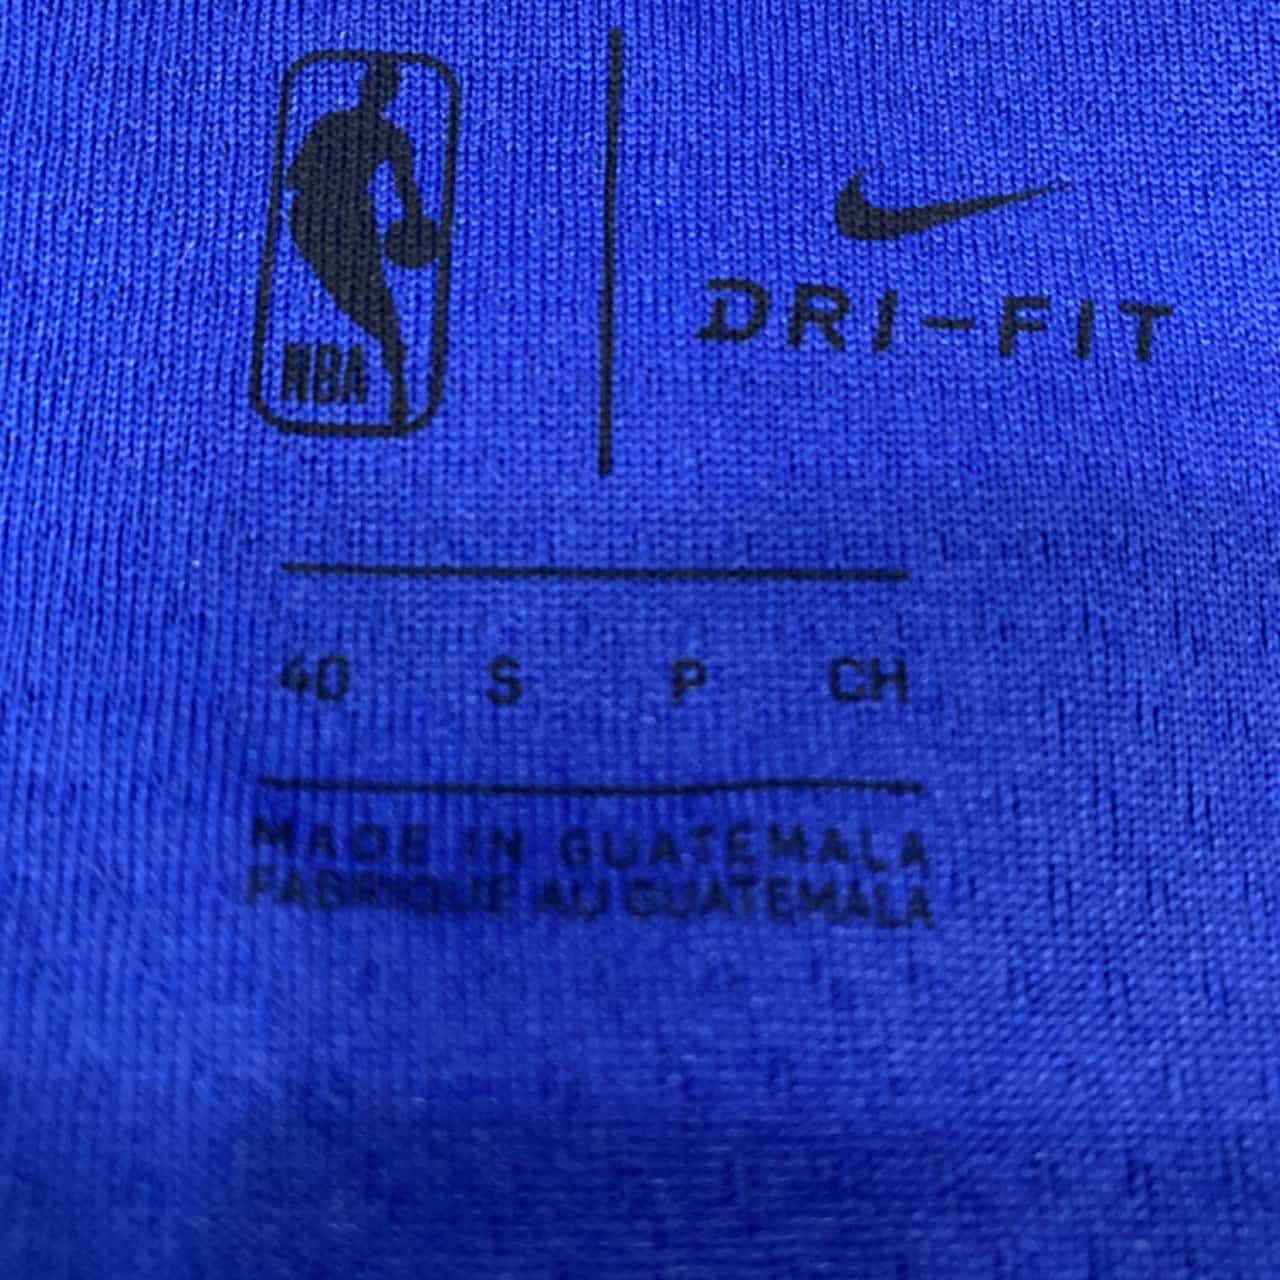 NBA
DRI-FIT
40 S P CH
MADE IN GUATEMALA
FABRIQUE AU GUATEMALA